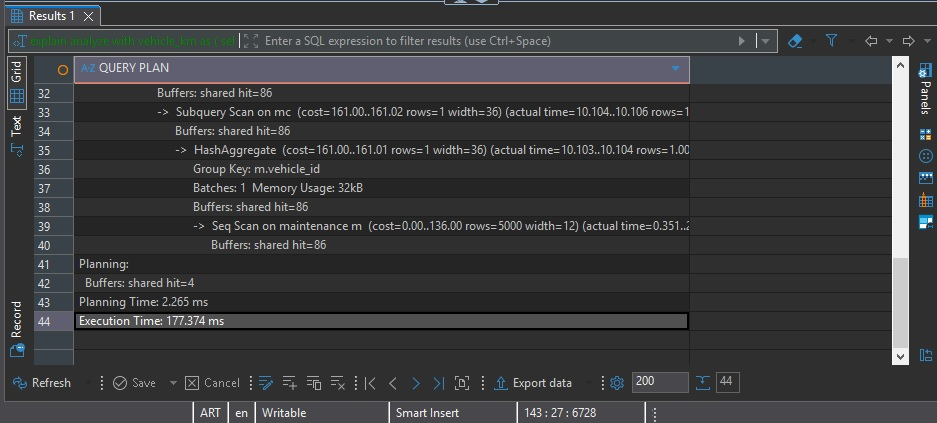 Results 1
explain analyze with vehicle_km as ( sel
Enter a SQL expression to filter results (use Ctrl+Space)
Grid
Text
Record
Panels
A-Z QUERY PLAN
32 Buffers: shared hit=86
33 -> Subquery Scan on mc (cost=161.00..161.02 rows=1 width=36) (actual time=10.104..10.106 rows=1
34 Buffers: shared hit=86
35 -> HashAggregate (cost=161.00..161.01 rows=1 width=36) (actual time=10.103..10.104 rows=1.00
36 Group Key: m.vehicle_id
37 Batches: 1 Memory Usage: 32kB
38 Buffers: shared hit=86
39 -> Seq Scan on maintenance m (cost=0.00..136.00 rows=5000 width=12) (actual time=0.351..2
40 Buffers: shared hit=86
41 Planning:
42 Buffers: shared hit=4
43 Planning Time: 2.265 ms
44 Execution Time: 177.374 ms
Refresh Save Cancel Export data 200 44
ART en Writable Smart Insert 143 : 27 : 6728